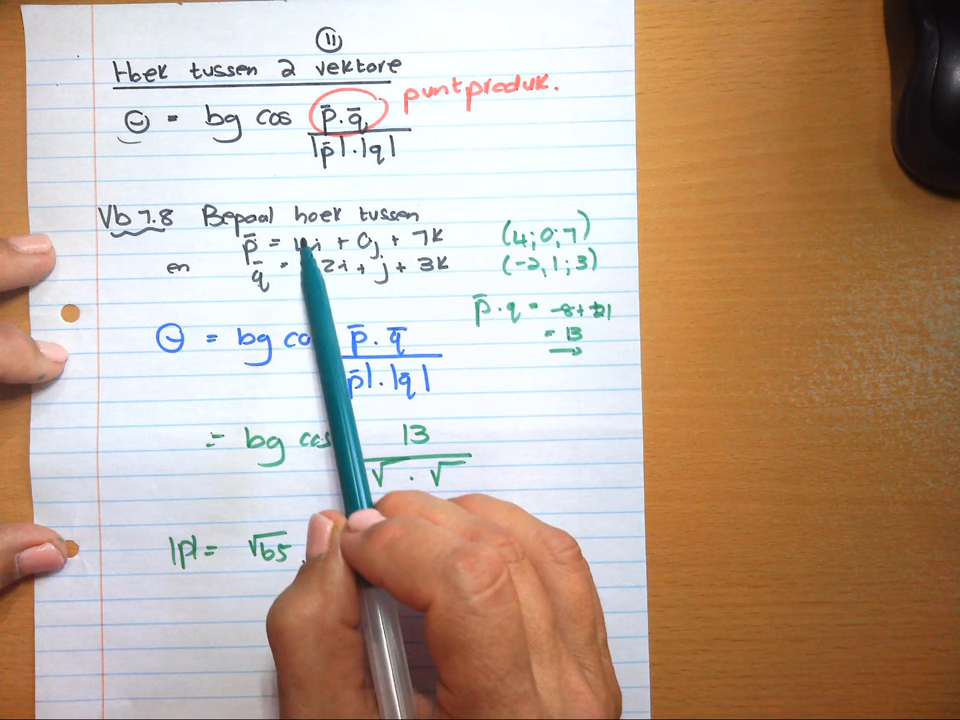 11
Hoek tussen 2 vektore
puntproduk.
Θ = bg cos p̄.q̄
|p̄|.|q|
Vb 7.8 Bepaal hoek tussen
p̄ = 4i + 0j + 7k
(4;0;7)
en q̄ = 2i + j + 3k
(-2,1;3)
p̄.q = -8+21
= 13
Θ = bg cos p̄.q̄
|p̄|.|q|
= bg cos 13
√ . √
|p| = √65